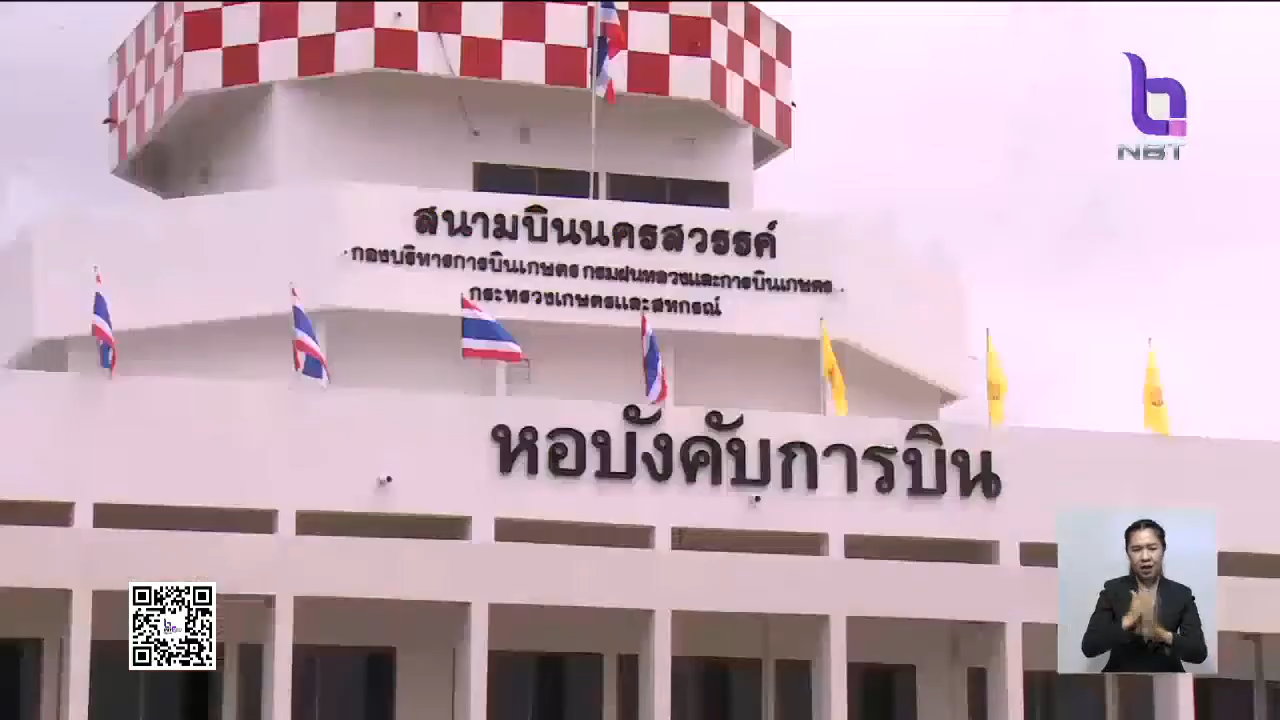 NBT
สนามบินนครสวรรค์
กองบริหารการบินเกษตร กรมฝนหลวงและการบินเกษตร
กระทรวงเกษตรและสหกรณ์
หอบังคับการบิน